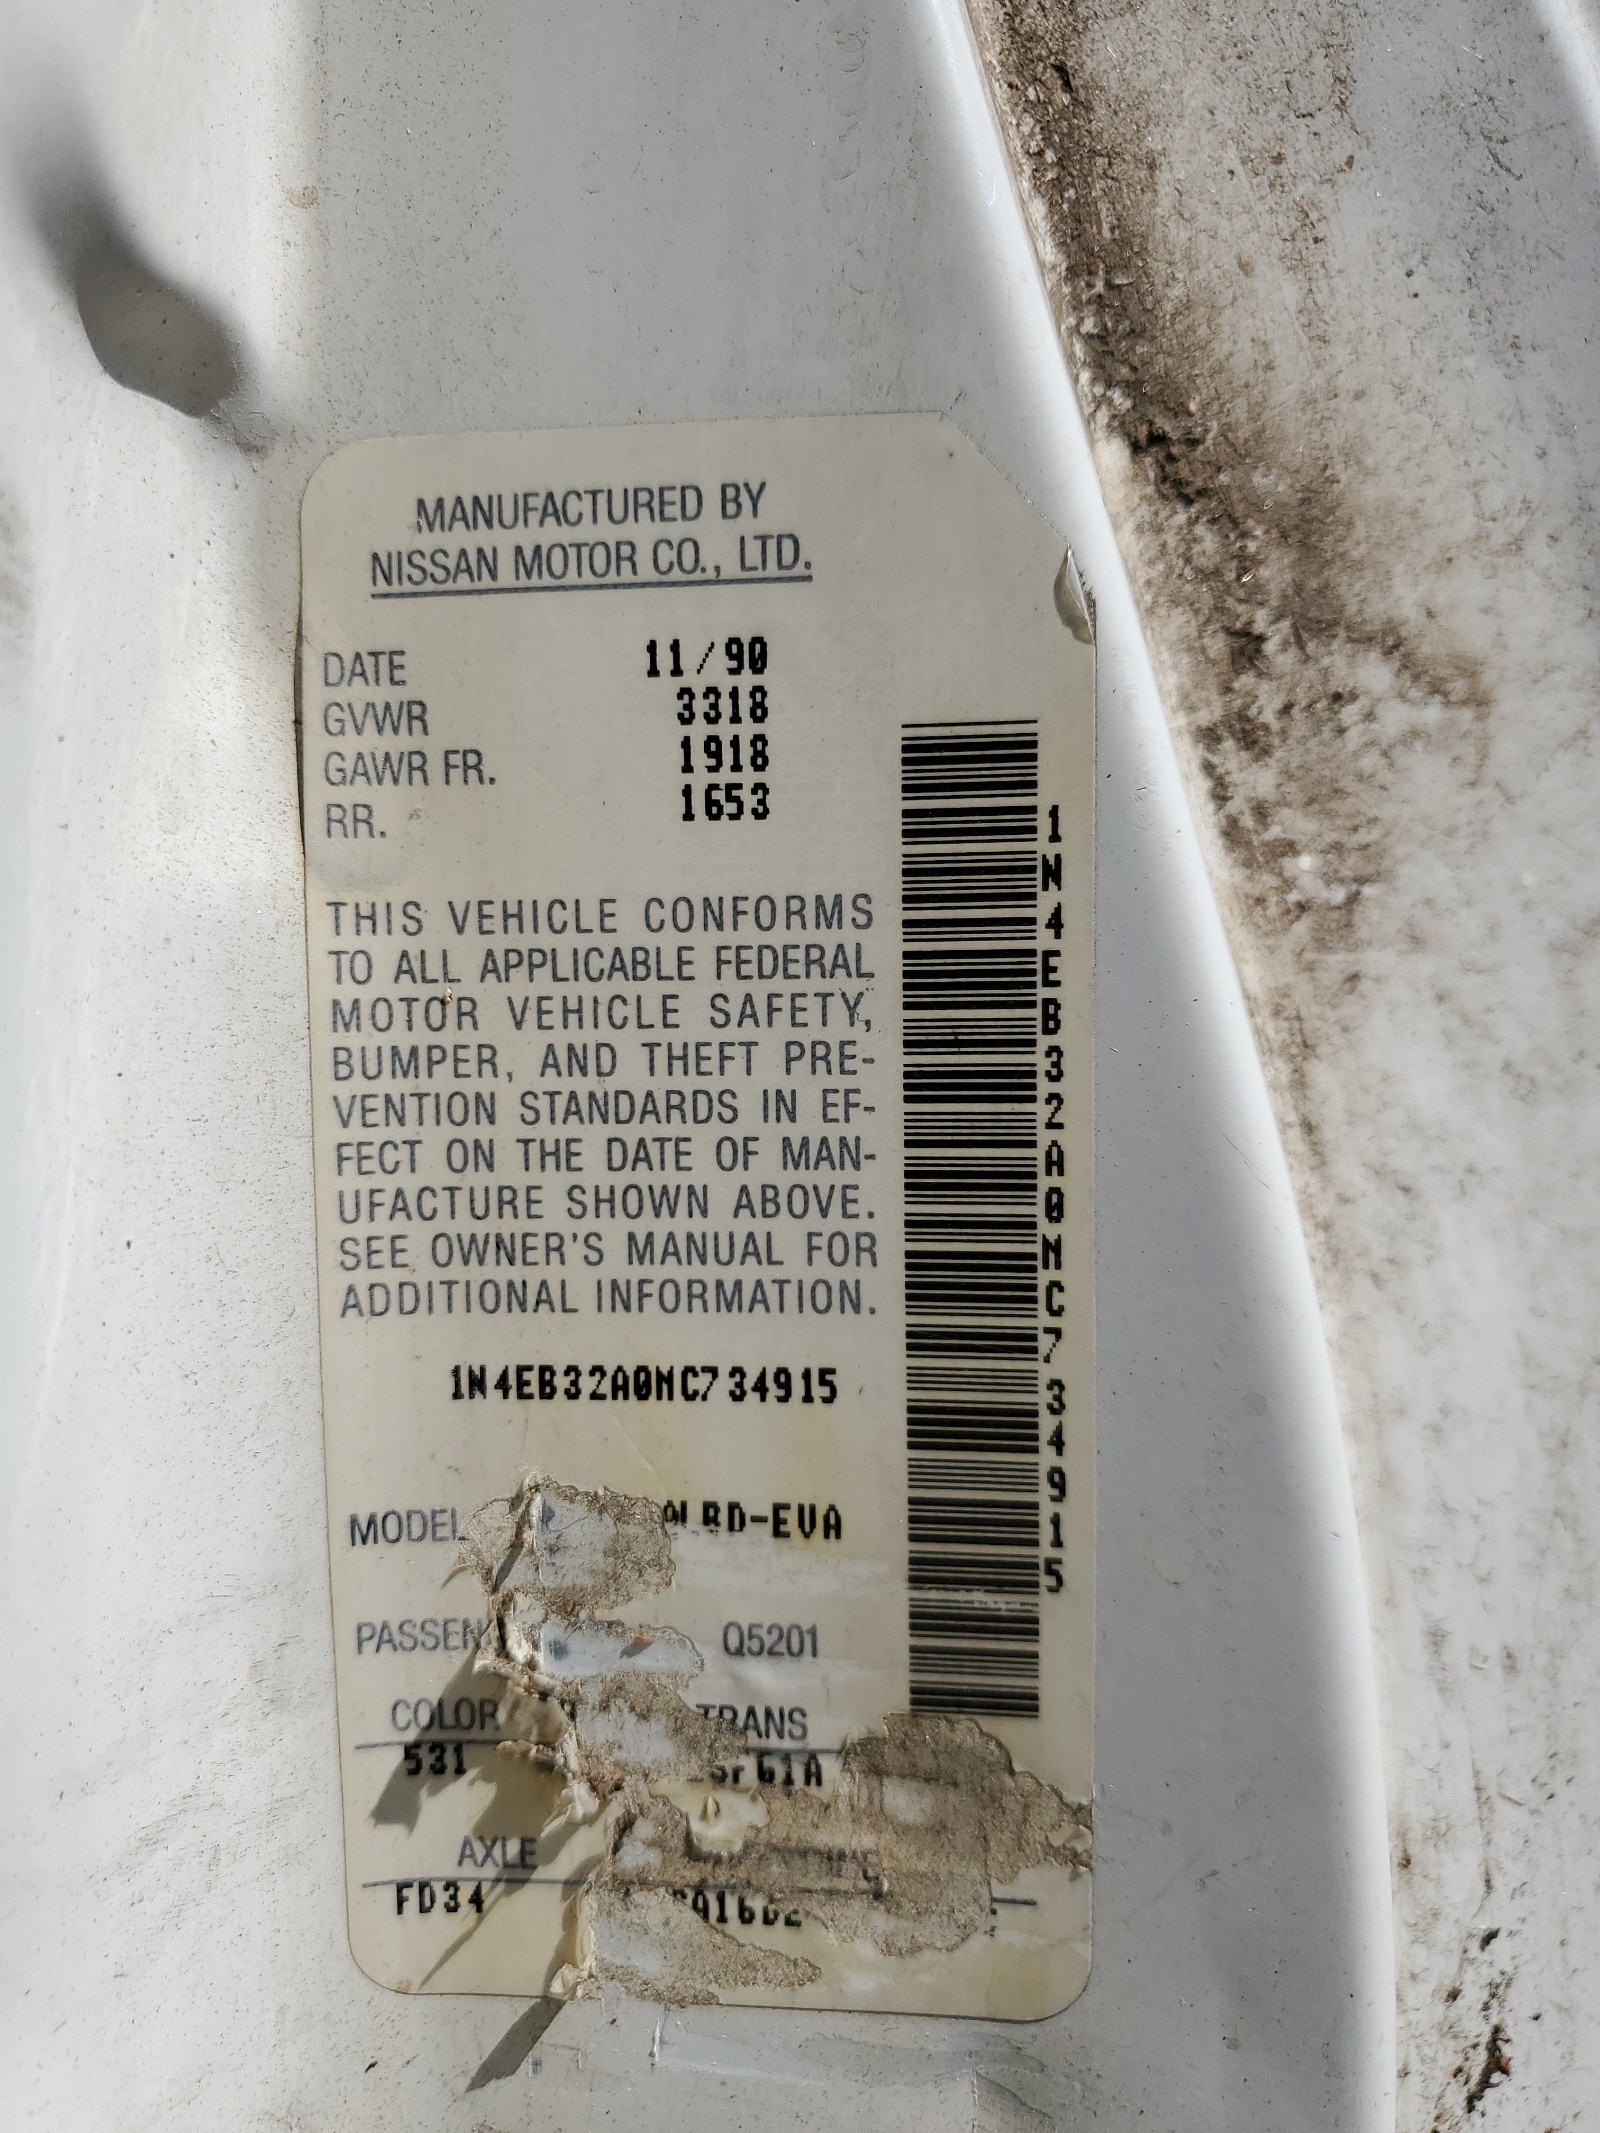 MANUFACTURED BY
NISSAN MOTOR CO., LTD.
DATE 11/90
GVWR 3318
GAWR FR. 1918
RR. 1653
THIS VEHICLE CONFORMS
TO ALL APPLICABLE FEDERAL
MOTOR VEHICLE SAFETY,
BUMPER, AND THEFT PRE-
VENTION STANDARDS IN EF-
FECT ON THE DATE OF MAN-
UFACTURE SHOWN ABOVE.
SEE OWNER'S MANUAL FOR
ADDITIONAL INFORMATION.
1N4EB32A0MC734915
MODEL
PASSEN Q5201
COLOR TRANS
531
AXLE
FD34
1N4EB32A0MC734915